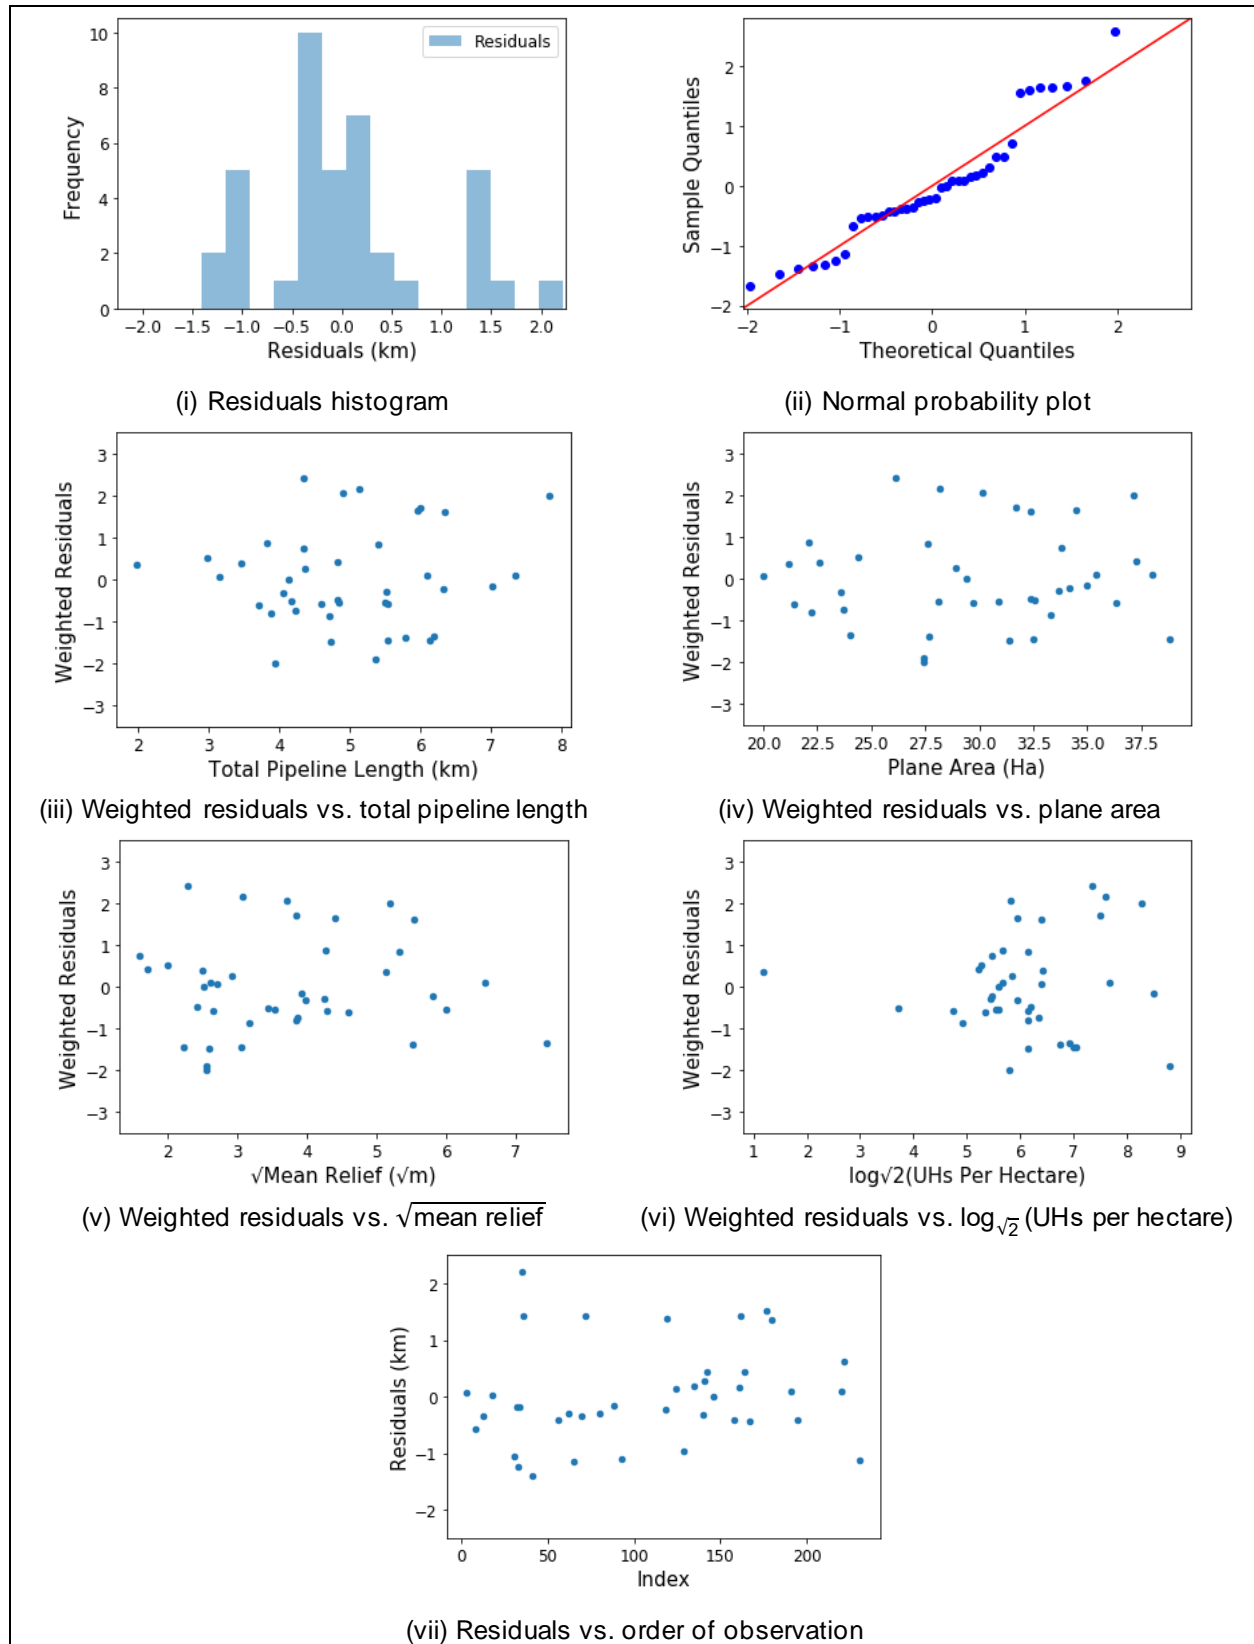 Residuals
10
8
6
4
2
0
Frequency
−2.0 −1.5 −1.0 −0.5 0.0 0.5 1.0 1.5 2.0
Residuals (km)
(i) Residuals histogram
2
1
0
−1
−2
Sample Quantiles
−2 −1 0 1 2
Theoretical Quantiles
(ii) Normal probability plot
3
2
1
0
−1
−2
−3
Weighted Residuals
2 3 4 5 6 7 8
Total Pipeline Length (km)
(iii) Weighted residuals vs. total pipeline length
3
2
1
0
−1
−2
−3
Weighted Residuals
20.0 22.5 25.0 27.5 30.0 32.5 35.0 37.5
Plane Area (Ha)
(iv) Weighted residuals vs. plane area
3
2
1
0
−1
−2
−3
Weighted Residuals
2 3 4 5 6 7
√Mean Relief (√m)
(v) Weighted residuals vs. √mean relief
3
2
1
0
−1
−2
−3
Weighted Residuals
1 2 3 4 5 6 7 8 9
log√2(UHs Per Hectare)
(vi) Weighted residuals vs. log√2 (UHs per hectare)
2
1
0
−1
−2
Residuals (km)
0 50 100 150 200
Index
(vii) Residuals vs. order of observation